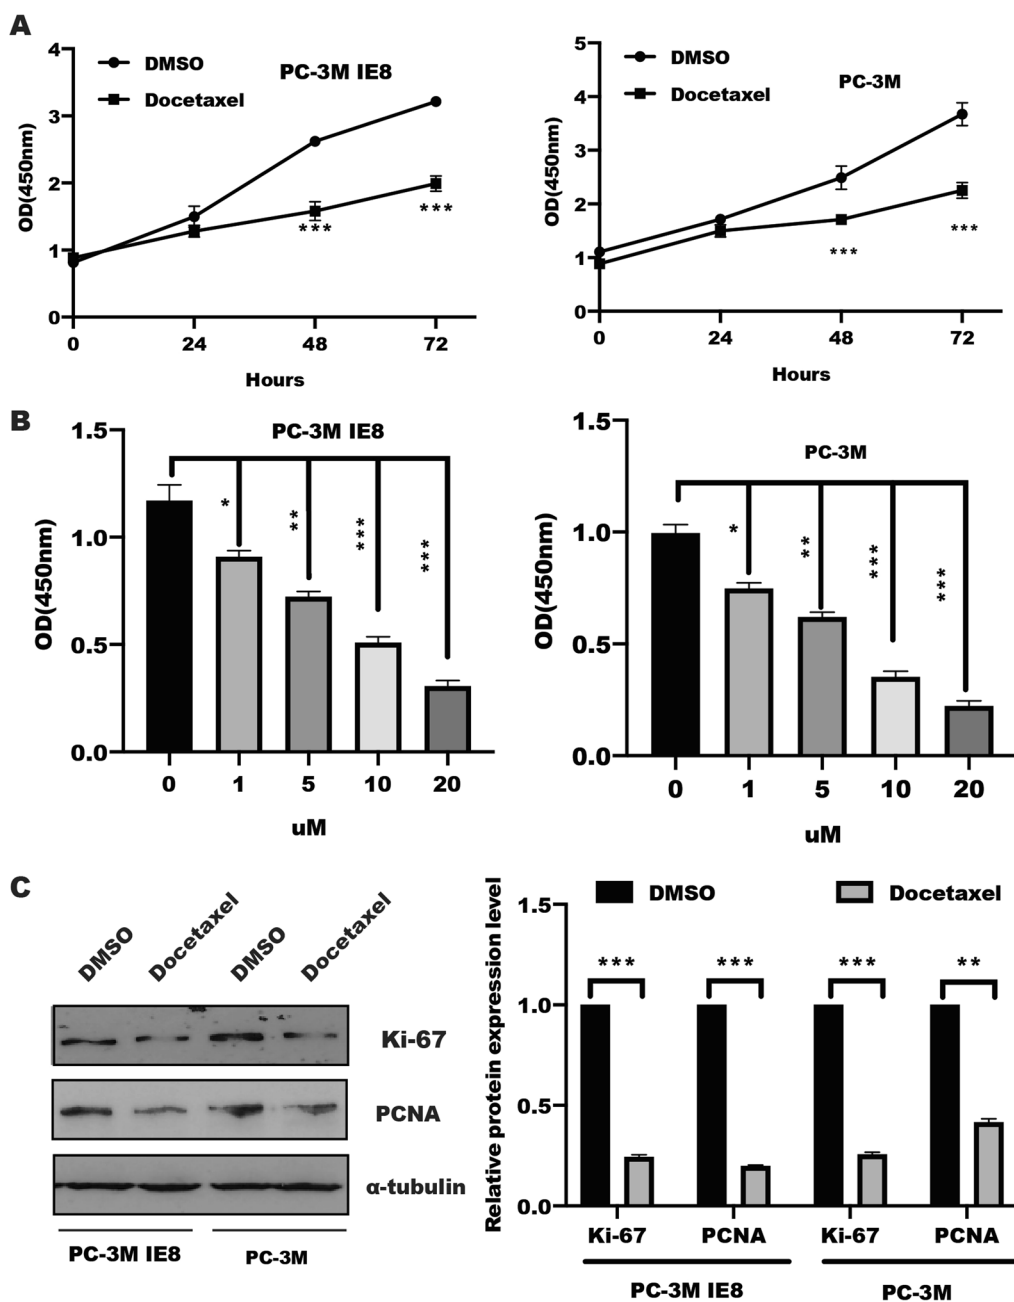 A
DMSO
Docetaxel
PC-3M IE8
OD(450nm)
4
3
2
1
0
***
***
0 24 48 72
Hours
DMSO
Docetaxel
PC-3M
OD(450nm)
5
4
3
2
1
0
***
***
0 24 48 72
Hours
B
PC-3M IE8
OD(450nm)
1.5
1.0
0.5
0.0
*
**
***
***
0 1 5 10 20
uM
PC-3M
OD(450nm)
1.5
1.0
0.5
0.0
*
**
***
***
0 1 5 10 20
uM
C
DMSO
Docetaxel
DMSO
Docetaxel
Ki-67
PCNA
α-tubulin
PC-3M IE8
PC-3M
Relative protein expression level
DMSO
Docetaxel
1.5
1.0
0.5
0.0
*** *** *** **
Ki-67 PCNA Ki-67 PCNA
PC-3M IE8 PC-3M